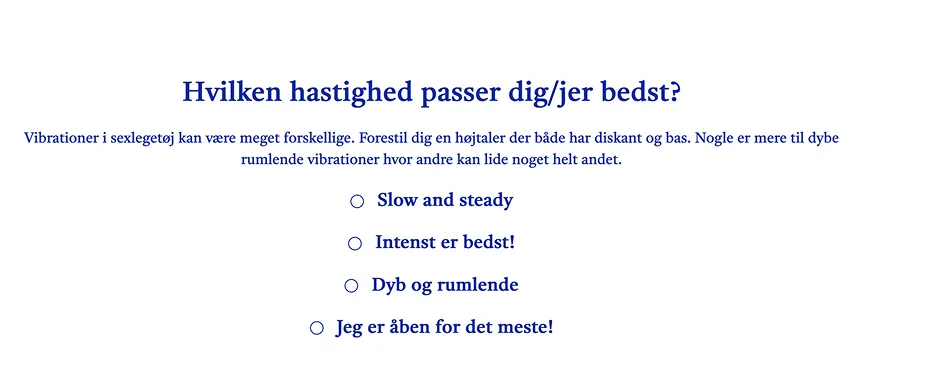 Hvilken hastighed passer dig/jer bedst?
Vibrationer i sexlegetøj kan være meget forskellige. Forestil dig en højtaler der både har diskant og bas. Nogle er mere til dybe
rumlende vibrationer hvor andre kan lide noget helt andet.
Slow and steady
Intenst er bedst!
Dyb og rumlende
Jeg er åben for det meste!